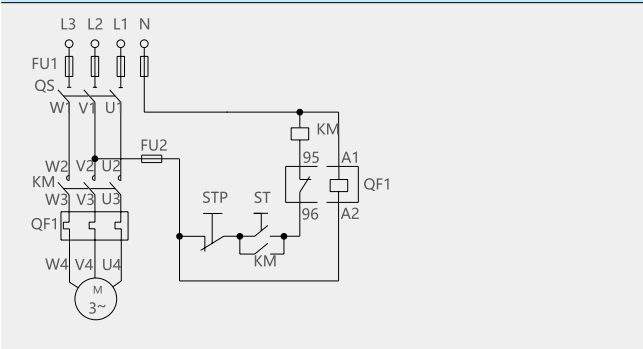 L3 L2 L1 N
FU1
QS
W1 V1 U1
KM
FU2
W2 V2 U2
95 A1
KM
QF1
W3 V3 U3
STP ST
96 A2
QF1
KM
W4 V4 U4
M
3~